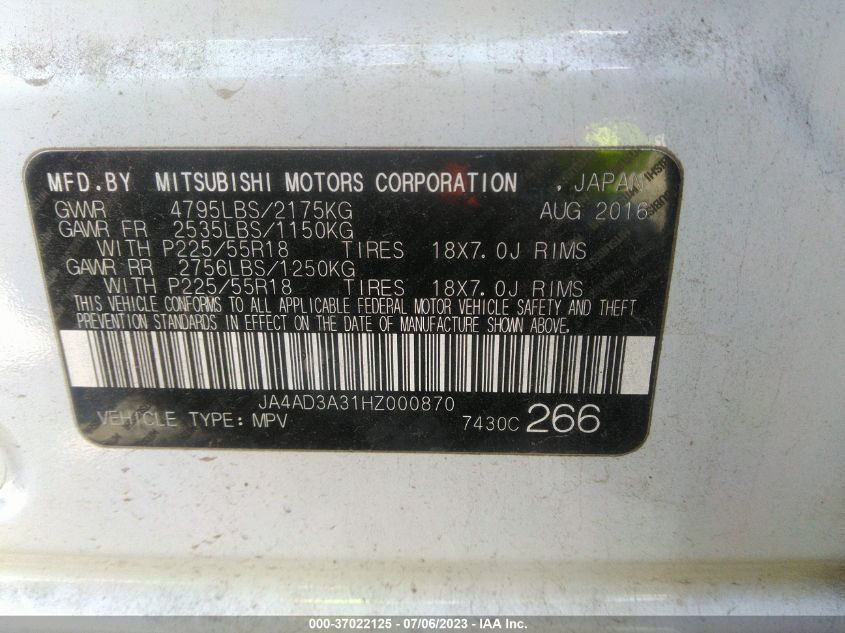 MFD.BY MITSUBISHI MOTORS CORPORATION , JAPAN
GVWR 4795LBS/2175KG AUG 2016
GAWR FR 2535LBS/1150KG
WITH P225/55R18 TIRES 18X7.0J RIMS
GAWR RR 2756LBS/1250KG
WITH P225/55R18 TIRES 18X7.0J RIMS
THIS VEHICLE CONFORMS TO ALL APPLICABLE FEDERAL MOTOR VEHICLE SAFETY AND THEFT
PREVENTION STANDARDS IN EFFECT ON THE DATE OF MANUFACTURE SHOWN ABOVE.
JA4AD3A31HZ000870
VEHICLE TYPE: MPV 7430C 266
000-37022125 - 07/06/2023 - © IAA Inc.